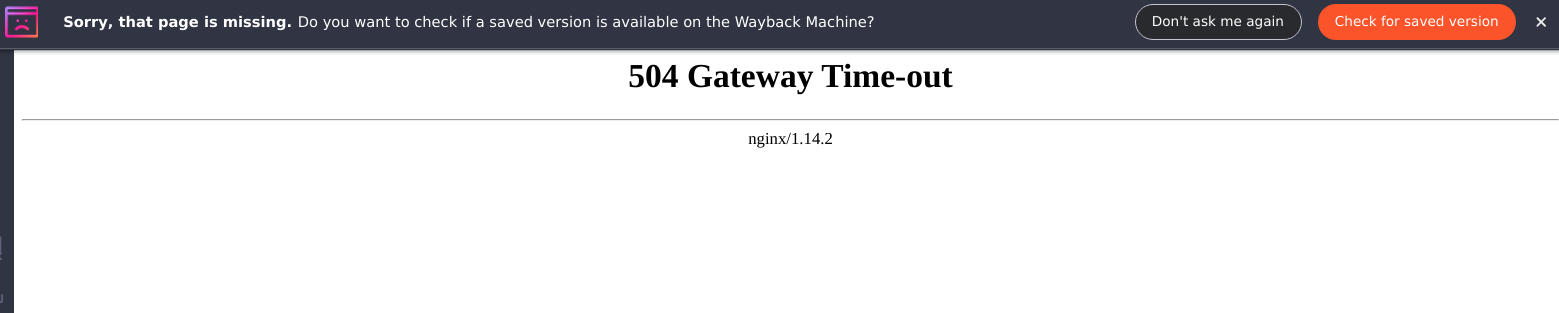 Sorry, that page is missing. Do you want to check if a saved version is available on the Wayback Machine?
Don't ask me again
Check for saved version
504 Gateway Time-out
nginx/1.14.2